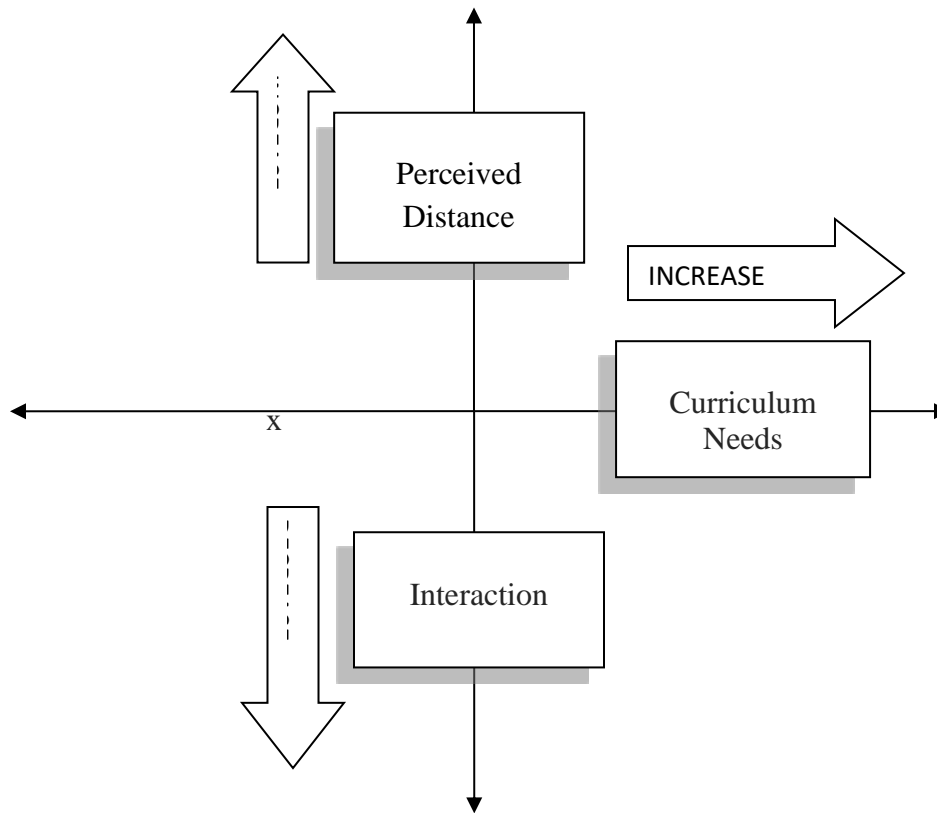 Perceived
Distance
INCREASE
Curriculum
Needs
x
Interaction